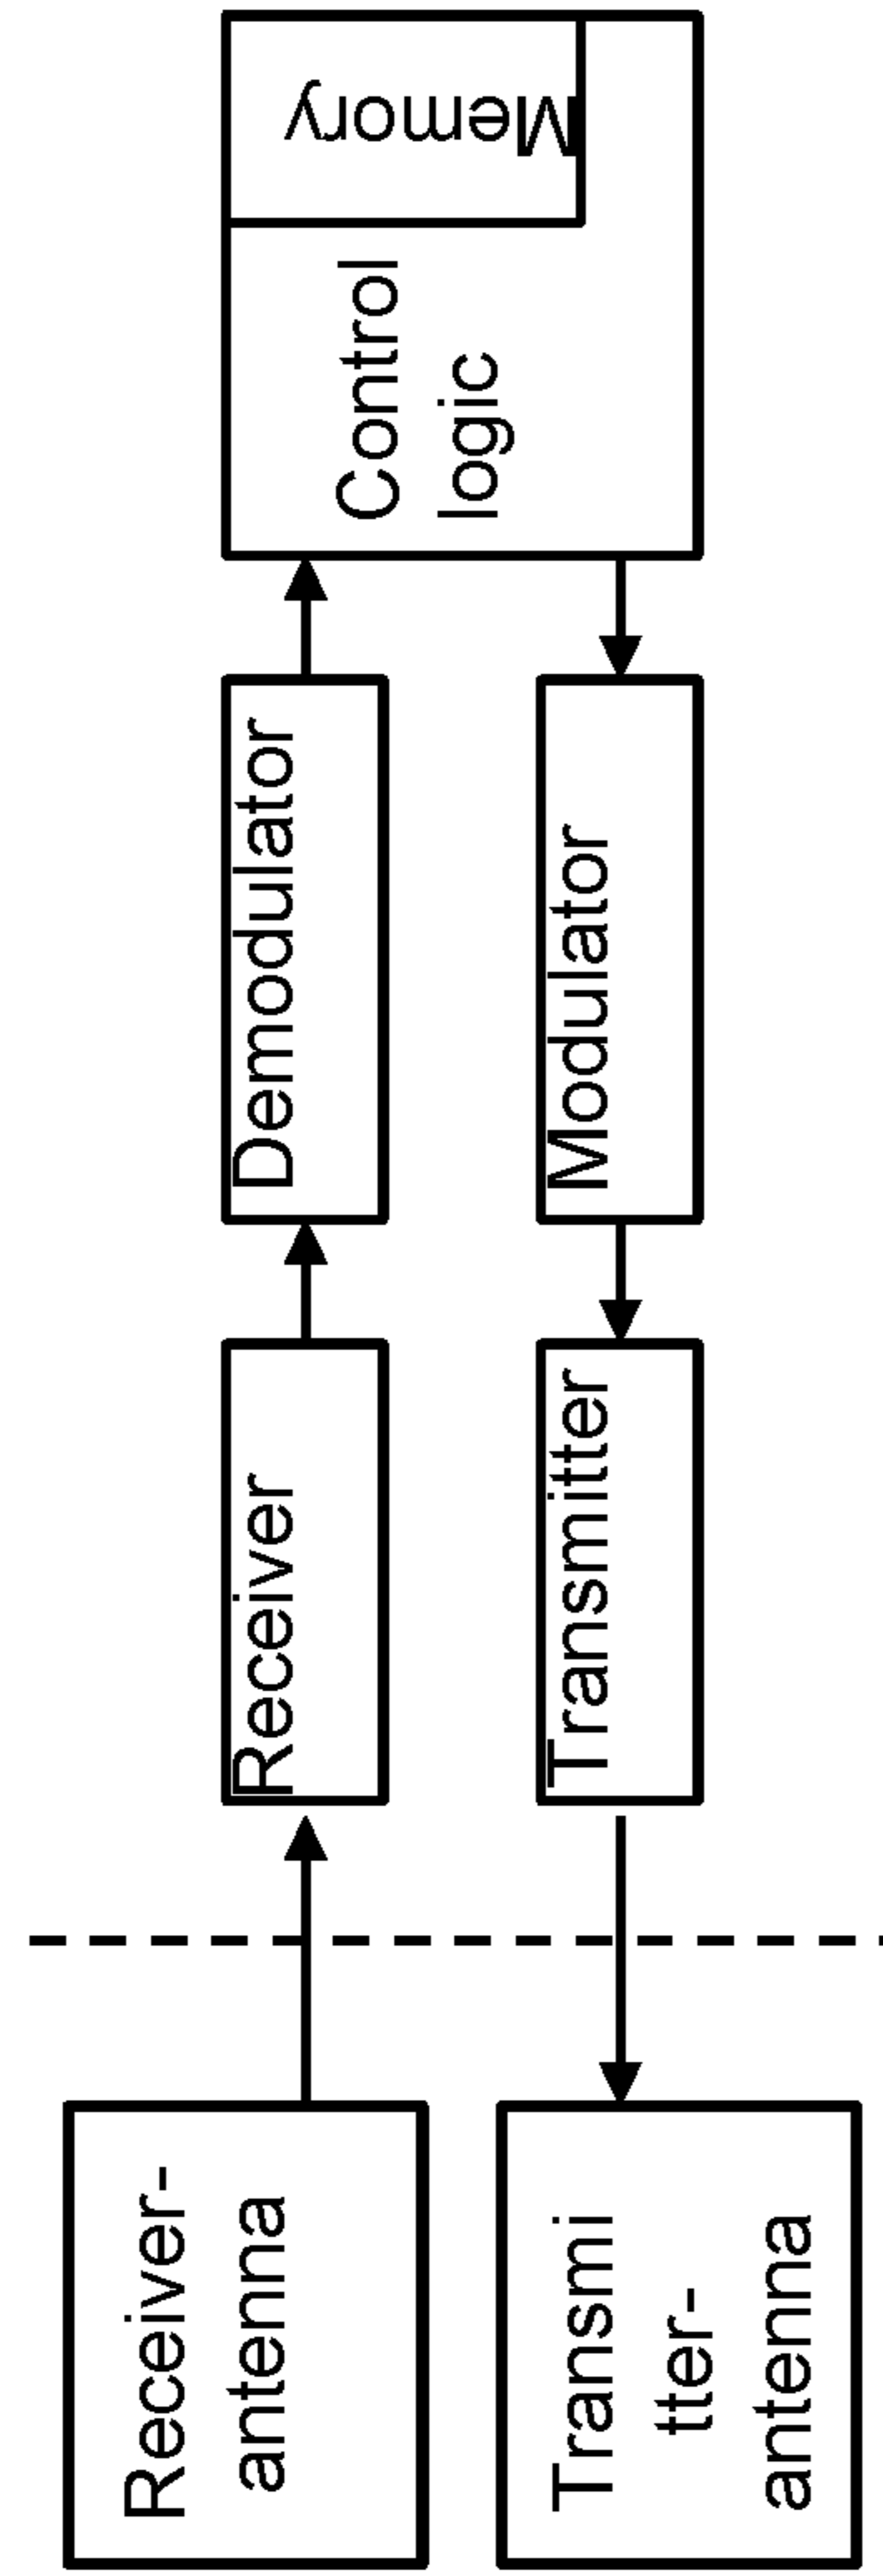 Receiver-
antenna
Receiver
Demodulator
Control
logic
Memory
Transmi
tter-
antenna
Transmitter
Modulator